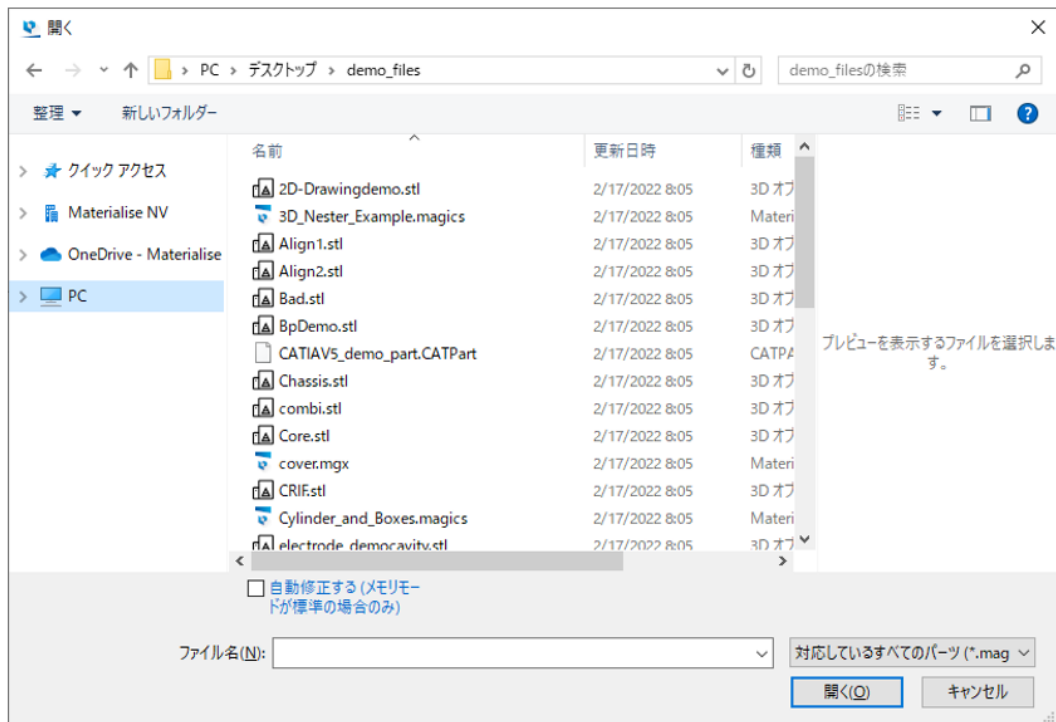 開く
PC > デスクトップ > demo_files
demo_filesの検索
整理 新しいフォルダー
名前 更新日時 種類
クイック アクセス
Materialise NV
OneDrive - Materialise
PC
2D-Drawingdemo.stl 2/17/2022 8:05 3D オブ
3D_Nester_Example.magics 2/17/2022 8:05 Materi
Align1.stl 2/17/2022 8:05 3D オブ
Align2.stl 2/17/2022 8:05 3D オブ
Bad.stl 2/17/2022 8:05 3D オブ
BpDemo.stl 2/17/2022 8:05 3D オブ
CATIAV5_demo_part.CATPart 2/17/2022 8:05 CATPA
Chassis.stl 2/17/2022 8:05 3D オブ
combi.stl 2/17/2022 8:05 3D オブ
Core.stl 2/17/2022 8:05 3D オブ
cover.mgx 2/17/2022 8:05 Materi
CRIF.stl 2/17/2022 8:05 3D オブ
Cylinder_and_Boxes.magics 2/17/2022 8:05 Materi
electrode_democavity.stl 2/17/2022 8:05 3D オブ
プレビューを表示するファイルを選択しま
す。
自動修正する (メモリモー
ドが標準の場合のみ)
ファイル名(N):
対応しているすべてのパーツ (*.mag
開く(O) キャンセル